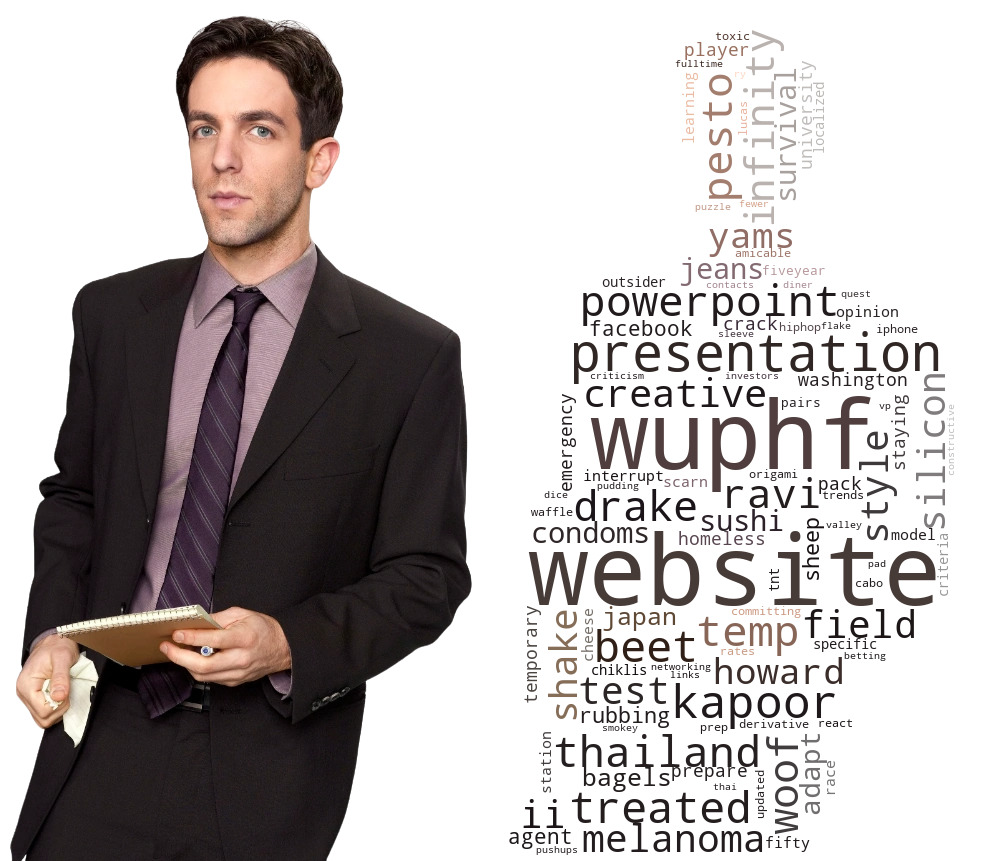 toxic
player
fulltime
learning
pesto
ry
lucas
infinity
survival
university
localized
puzzle
fewer
yams
amicable
jeans
fiveyear
outsider
contacts
diner
powerpoint
quest
opinion
facebook
crack
hiphop
flake
iphone
sleeve
presentation
criticism
investors
washington
creative
pairs
vp
staying
silicon
constructive
emergency
wuphf
style
interrupt
scarn
origami
pack
pudding
trends
dice
drake
ravi
waffle
sushi
valley
condoms
homeless
sheep
model
website
tnt
pad
cabo
criteria
temporary
shake
cheese
japan
committing
temp
field
beet
rates
specific
betting
chiklis
networking
links
howard
test
kapoor
rubbing
smokey
prep
derivative
react
station
thailand
woof
adapt
race
bagels
prepare
thai
updated
ii
treated
agent
melanoma
fifty
pushups